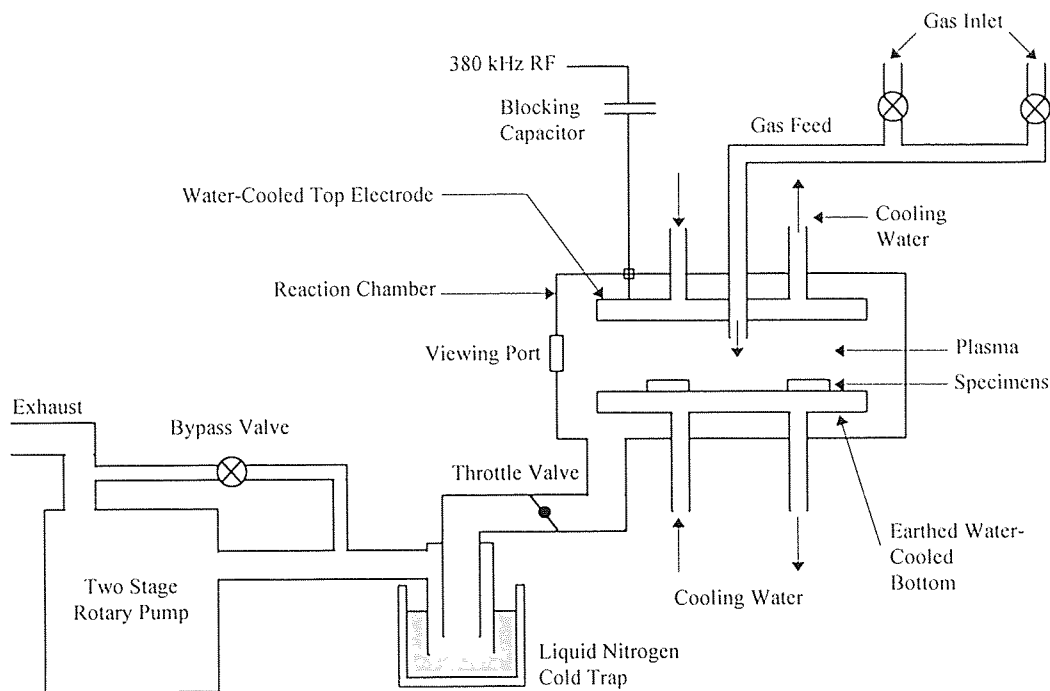 Gas Inlet
380 kHz RF
Blocking
Capacitor
Gas Feed
Water-Cooled Top Electrode
Cooling
Water
Reaction Chamber
Viewing Port
Plasma
Specimens
Exhaust
Bypass Valve
Throttle Valve
Earthed Water-
Cooled
Bottom
Two Stage
Rotary Pump
Cooling Water
Liquid Nitrogen
Cold Trap